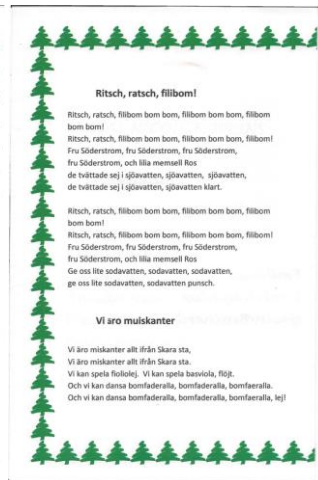 Ritsch, ratsch, filibom!
Ritsch, ratsch, filibom bom bom, filibom bom bom, filibom
bom bom!
Ritsch, ratsch, filibom bom bom, filibom bom bom, filibom!
Fru Söderstrom, fru Söderstrom, fru Söderstrom,
fru Söderstrom, och lilia memsell Ros
de tvättade sej i sjöavatten, sjöavatten, sjöavatten,
de tvättade sej i sjöavatten, sjöavatten klart.
Ritsch, ratsch, filibom bom bom, filibom bom bom, filibom
bom bom!
Ritsch, ratsch, filibom bom bom, filibom bom bom, filibom!
Fru Söderstrom, fru Söderstrom, fru Söderstrom,
fru Söderstrom, och lilia memsell Ros
Ge oss lite sodavatten, sodavatten, sodavatten,
ge oss lite sodavatten, sodavatten punsch.
Vi äro muiskanter
Vi äro miskanter allt ifrån Skara sta,
Vi äro miskanter allt ifrån Skara sta.
Vi kan spela fioliolej. Vi kan spela basviola, flöjt.
Och vi kan dansa bomfaderalla, bomfaderalla, bomfaeralla.
Och vi kan dansa bomfaderalla, bomfaderalla, bomfaeralla, lej!